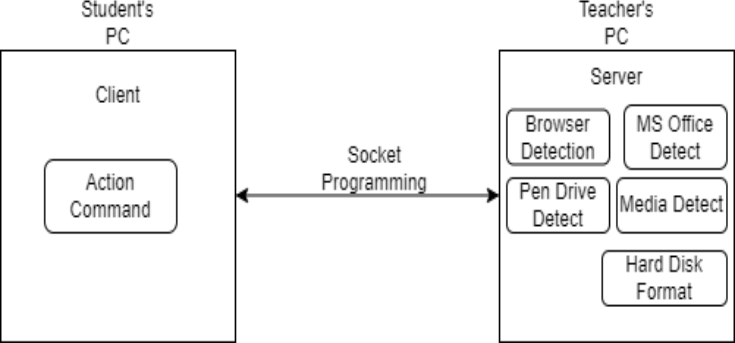 Student's
PC
Teacher's
PC
Client
Action
Command
Socket
Programming
Server
Browser
Detection
MS Office
Detect
Pen Drive
Detect
Media Detect
Hard Disk
Format